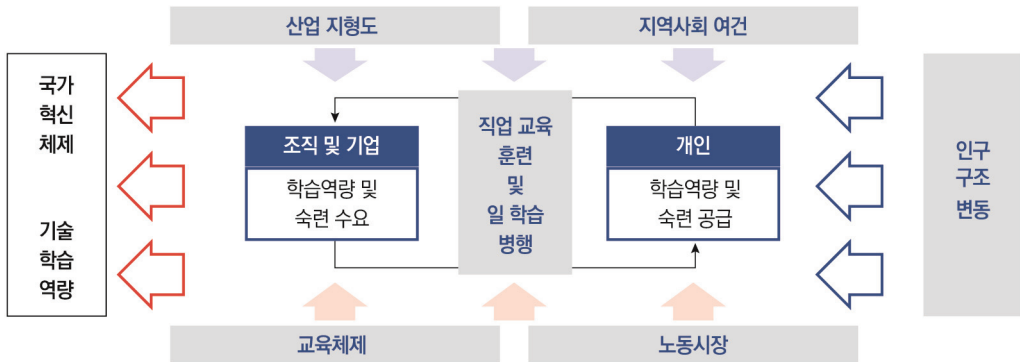 산업 지형도
지역사회 여건
국가
혁신
체제
기술
학습
역량
조직 및 기업
학습역량 및
숙련 수요
직업 교육
훈련
및
일 학습
병행
개인
학습역량 및
숙련 공급
인구
구조
변동
교육체제
노동시장